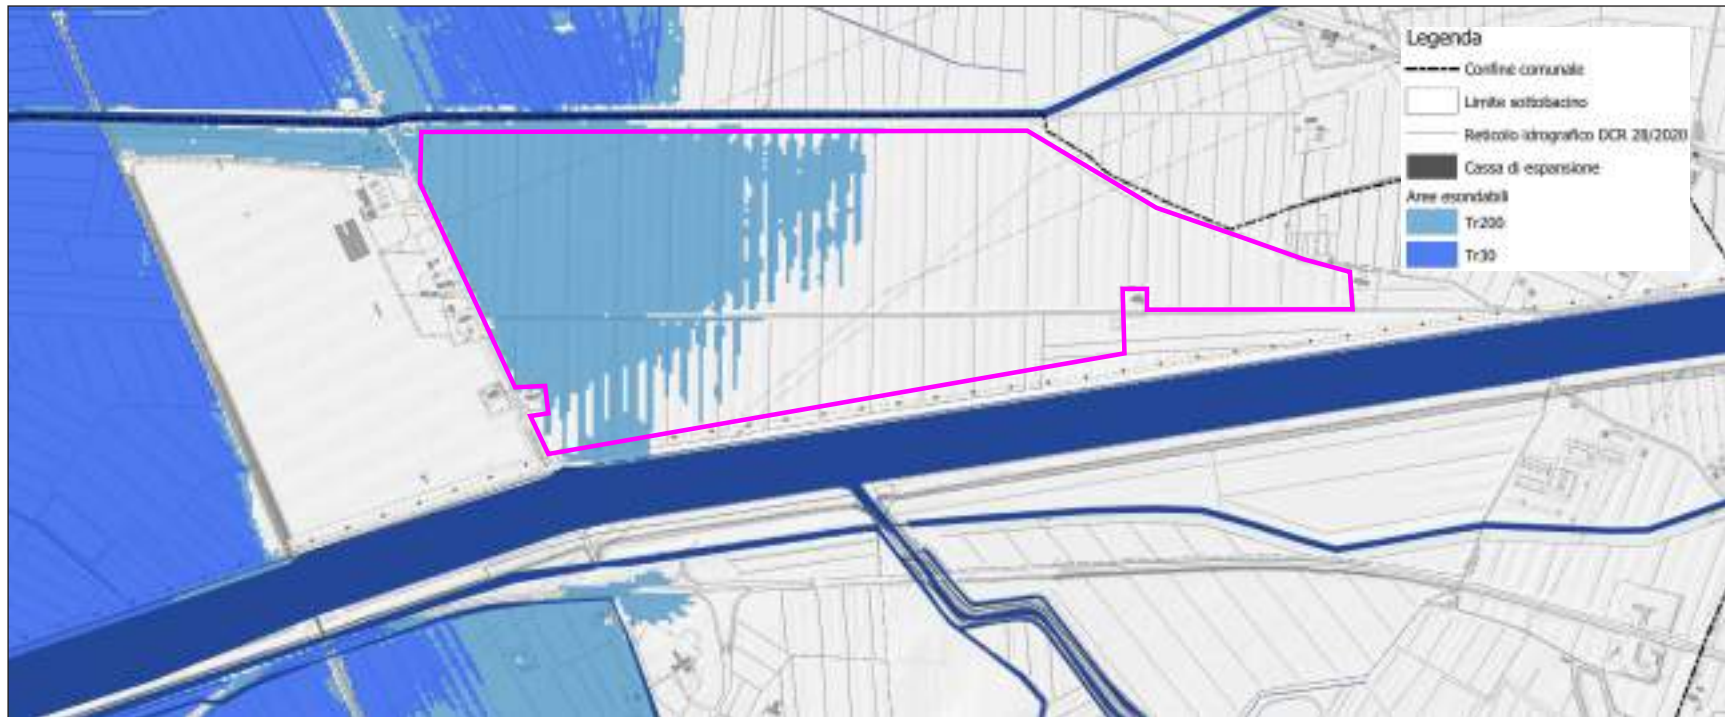 Legenda
Confine comunale
Limite sottobacino
Reticolo idrografico DCR 28/2020
Cassa di espansione
Aree esondabili
Tr200
Tr30